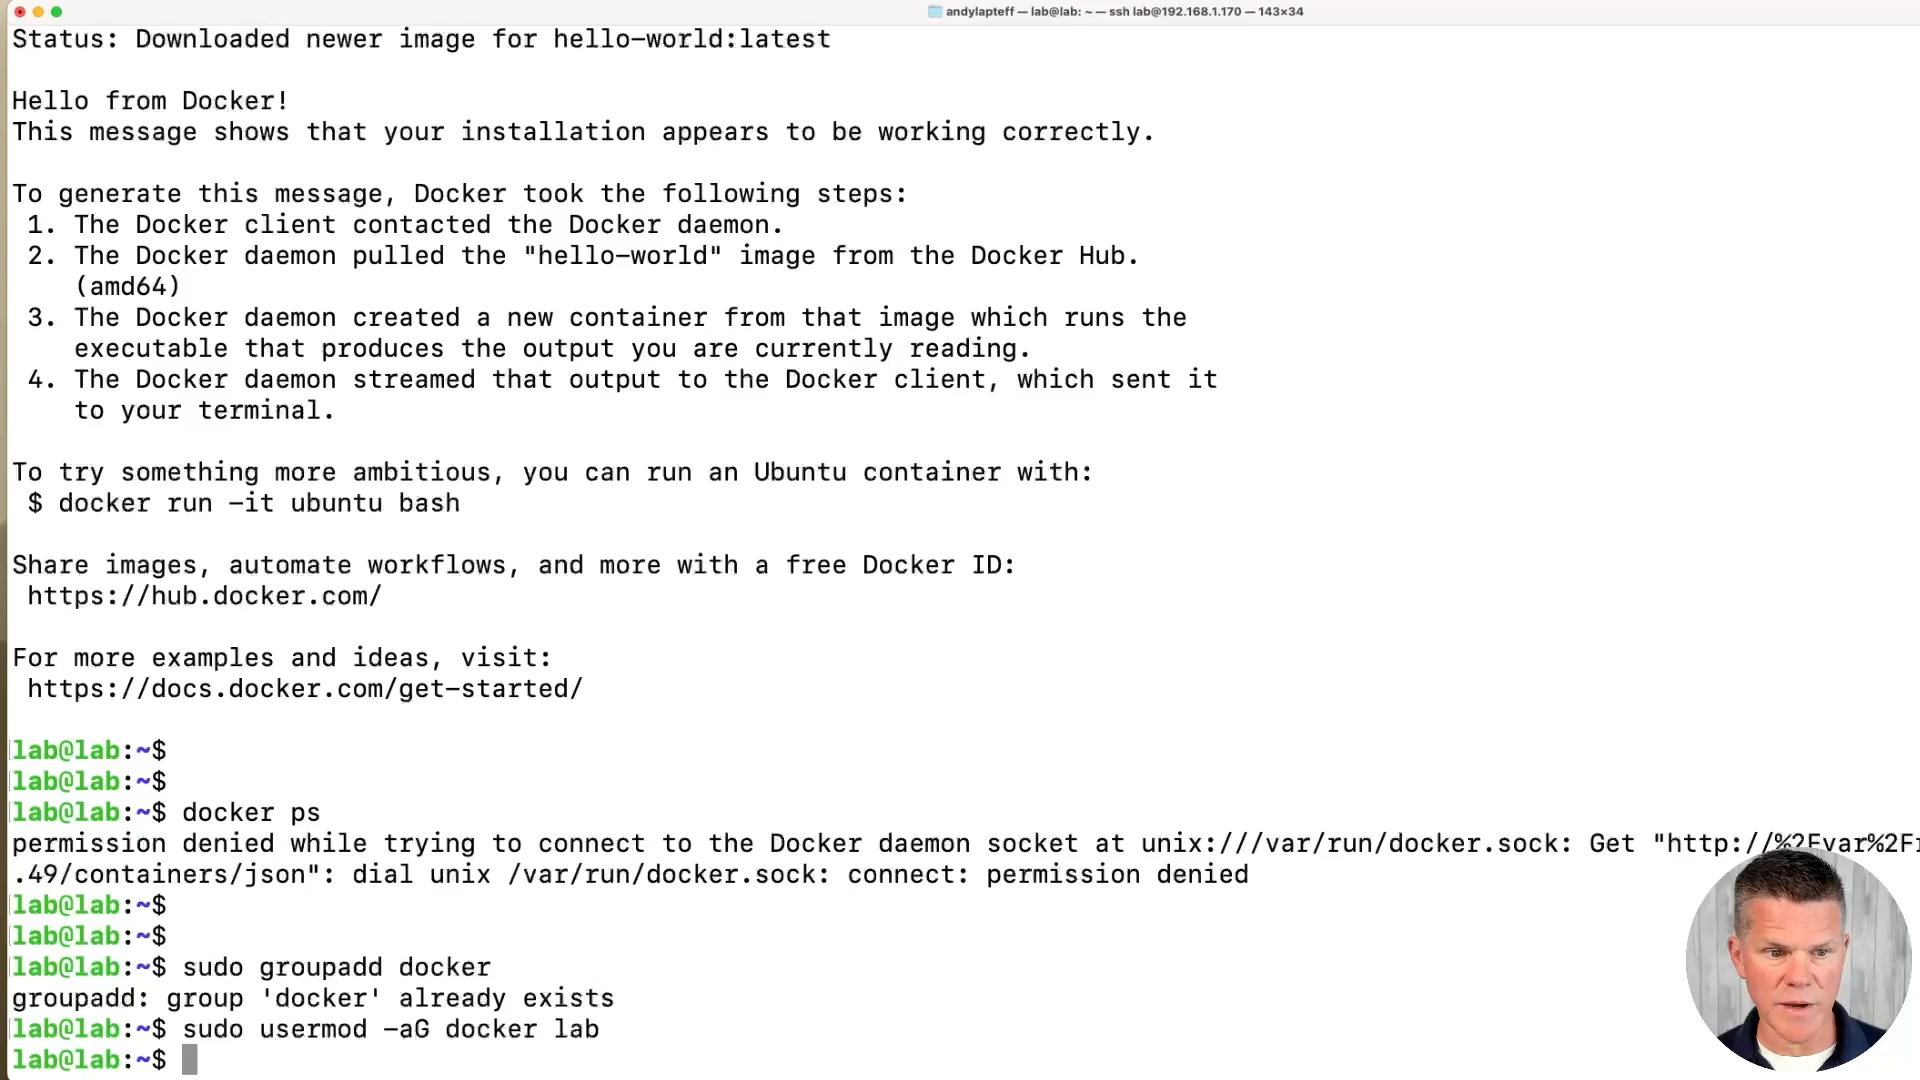 andylapteff — lab@lab: ~ — ssh lab@192.168.1.170 — 143×34
Status: Downloaded newer image for hello-world:latest
Hello from Docker!
This message shows that your installation appears to be working correctly.
To generate this message, Docker took the following steps:
1. The Docker client contacted the Docker daemon.
2. The Docker daemon pulled the "hello-world" image from the Docker Hub.
(amd64)
3. The Docker daemon created a new container from that image which runs the
executable that produces the output you are currently reading.
4. The Docker daemon streamed that output to the Docker client, which sent it
to your terminal.
To try something more ambitious, you can run an Ubuntu container with:
$ docker run -it ubuntu bash
Share images, automate workflows, and more with a free Docker ID:
https://hub.docker.com/
For more examples and ideas, visit:
https://docs.docker.com/get-started/
lab@lab:~$
lab@lab:~$
lab@lab:~$ docker ps
permission denied while trying to connect to the Docker daemon socket at unix:///var/run/docker.sock: Get "http://%2Fvar%2F
.49/containers/json": dial unix /var/run/docker.sock: connect: permission denied
lab@lab:~$
lab@lab:~$
lab@lab:~$ sudo groupadd docker
groupadd: group 'docker' already exists
lab@lab:~$ sudo usermod -aG docker lab
lab@lab:~$